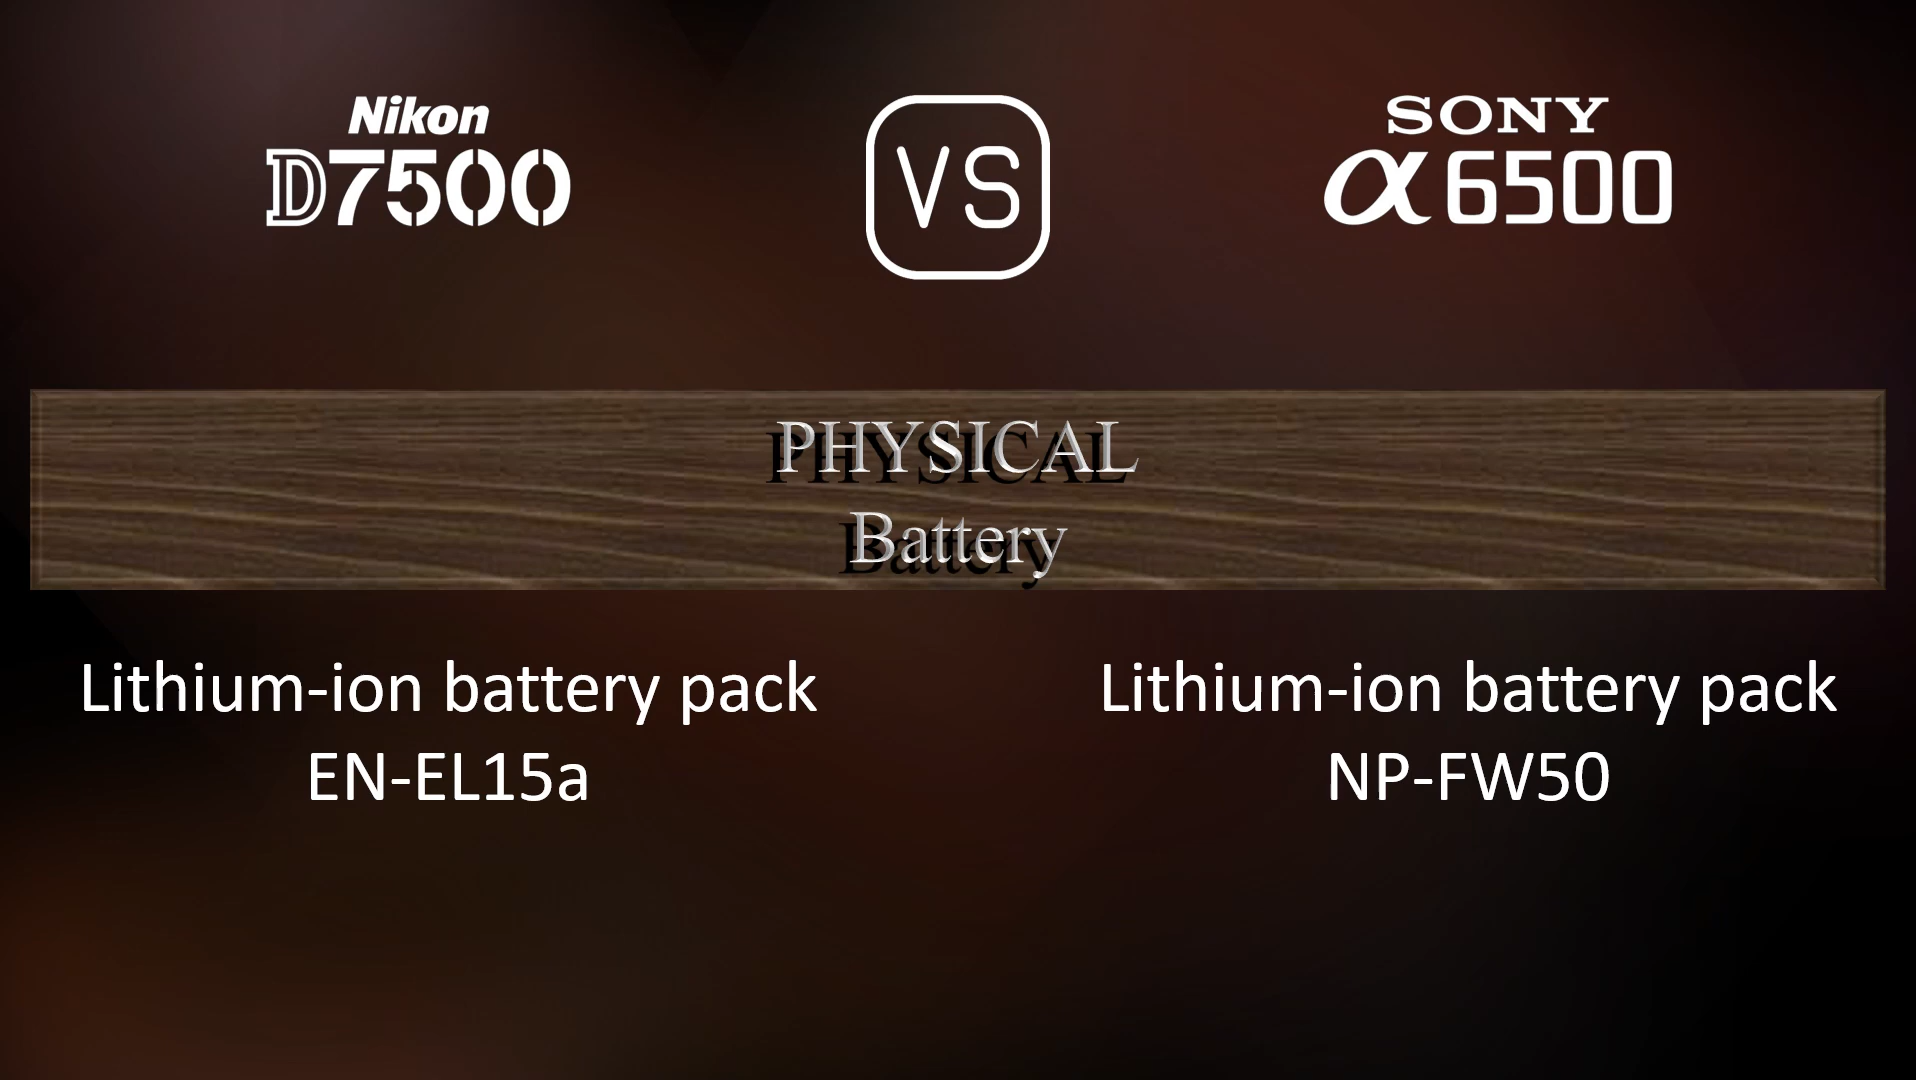 Nikon
D7500
VS
SONY
α6500
PHYSICAL
Battery
Lithium-ion battery pack
EN-EL15a
Lithium-ion battery pack
NP-FW50